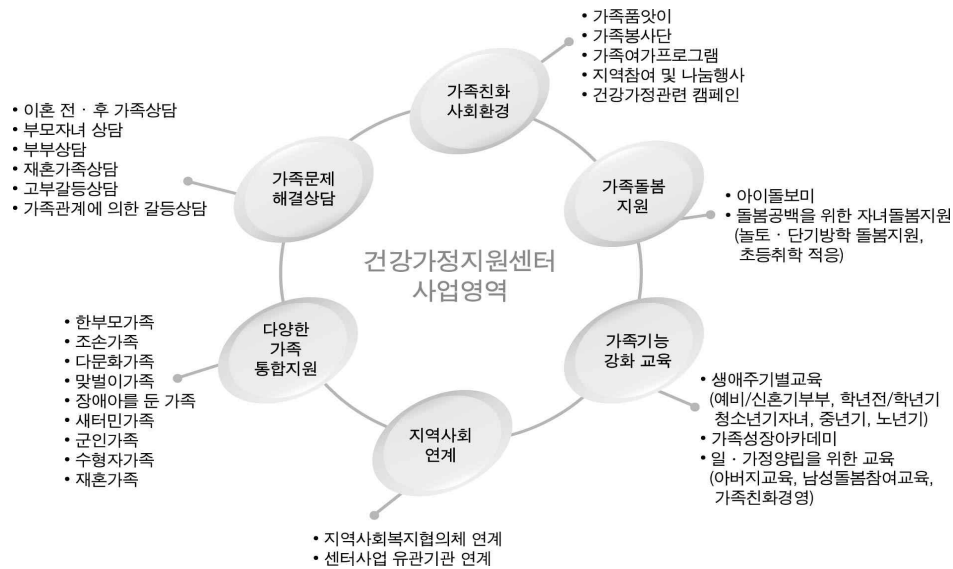 건강가정지원센터
사업영역
가족친화
사회환경
• 가족품앗이
• 가족봉사단
• 가족여가프로그램
• 지역참여 및 나눔행사
• 건강가정관련 캠페인
가족돌봄
지원
• 아이돌보미
• 돌봄공백을 위한 자녀돌봄지원
(놀토 · 단기방학 돌봄지원,
초등취학 적응)
가족기능
강화 교육
• 생애주기별교육
(예비/신혼기부부, 학년전/학년기
청소년기자녀, 중년기, 노년기)
• 가족성장아카데미
• 일 · 가정양립을 위한 교육
(아버지교육, 남성돌봄참여교육,
가족친화경영)
지역사회
연계
• 지역사회복지협의체 연계
• 센터사업 유관기관 연계
다양한
가족
통합지원
• 한부모가족
• 조손가족
• 다문화가족
• 맞벌이가족
• 장애아를 둔 가족
• 새터민가족
• 군인가족
• 수형자가족
• 재혼가족
가족문제
해결상담
• 이혼 전 · 후 가족상담
• 부모자녀 상담
• 부부상담
• 재혼가족상담
• 고부갈등상담
• 가족관계에 의한 갈등상담